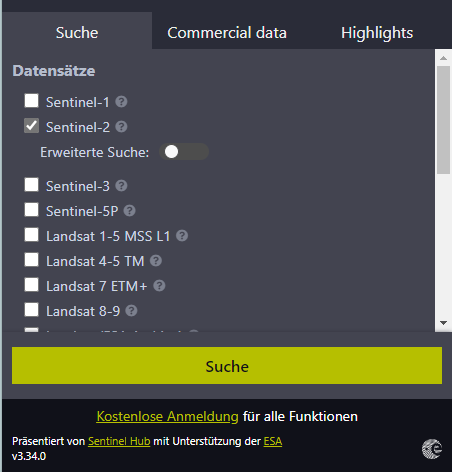 Suche Commercial data Highlights
Datensätze
Sentinel-1
Sentinel-2
Erweiterte Suche:
Sentinel-3
Sentinel-5P
Landsat 1-5 MSS L1
Landsat 4-5 TM
Landsat 7 ETM+
Landsat 8-9
Suche
Kostenlose Anmeldung für alle Funktionen
Präsentiert von Sentinel Hub mit Unterstützung der ESA
v3.34.0